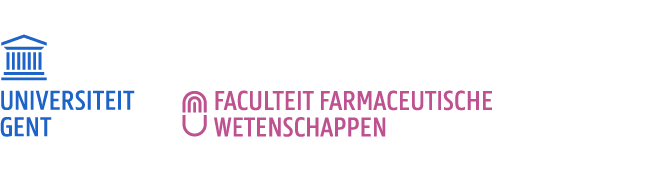 UNIVERSITEIT
GENT
FACULTEIT FARMACEUTISCHE
WETENSCHAPPEN